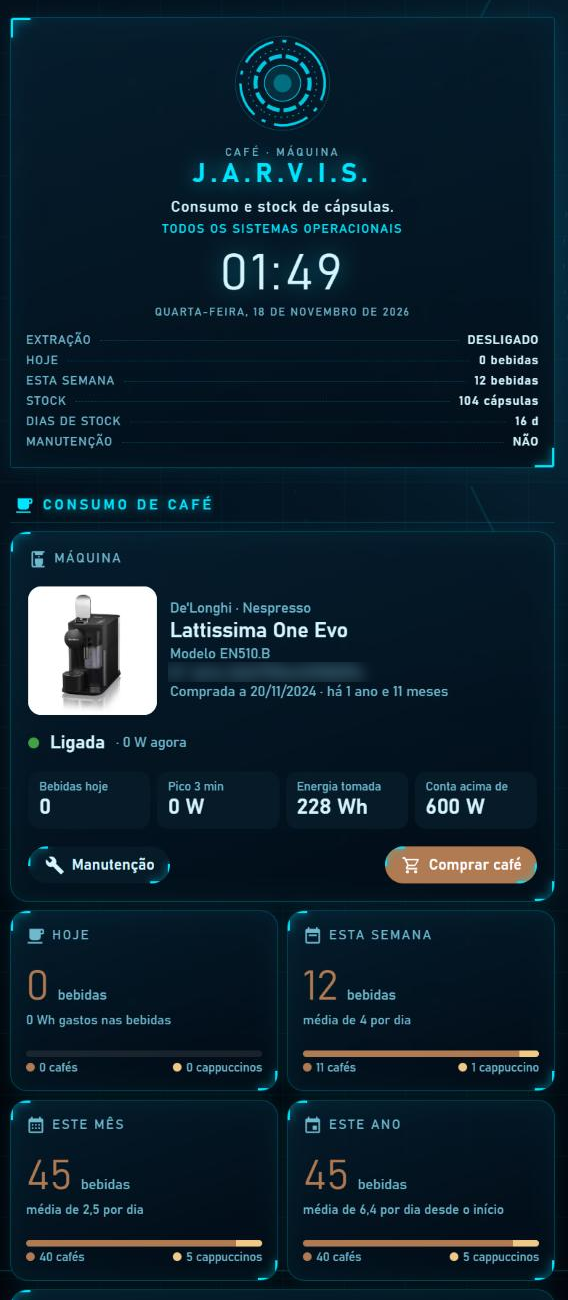 CAFÉ · MÁQUINA
J.A.R.V.I.S.
Consumo e stock de cápsulas.
TODOS OS SISTEMAS OPERACIONAIS
01:49
QUARTA-FEIRA, 18 DE NOVEMBRO DE 2026
EXTRAÇÃO DESLIGADO
HOJE 0 bebidas
ESTA SEMANA 12 bebidas
STOCK 104 cápsulas
DIAS DE STOCK 16 d
MANUTENÇÃO NÃO
CONSUMO DE CAFÉ
MÁQUINA
De'Longhi · Nespresso
Lattissima One Evo
Modelo EN510.B
Comprada a 20/11/2024 · há 1 ano e 11 meses
Ligada · 0 W agora
Bebidas hoje
0
Pico 3 min
0 W
Energia tomada
228 Wh
Conta acima de
600 W
Manutenção
Comprar café
HOJE
0 bebidas
0 Wh gastos nas bebidas
0 cafés 0 cappuccinos
ESTA SEMANA
12 bebidas
média de 4 por dia
11 cafés 1 cappuccino
ESTE MÊS
45 bebidas
média de 2,5 por dia
40 cafés 5 cappuccinos
ESTE ANO
45 bebidas
média de 6,4 por dia desde o início
40 cafés 5 cappuccinos